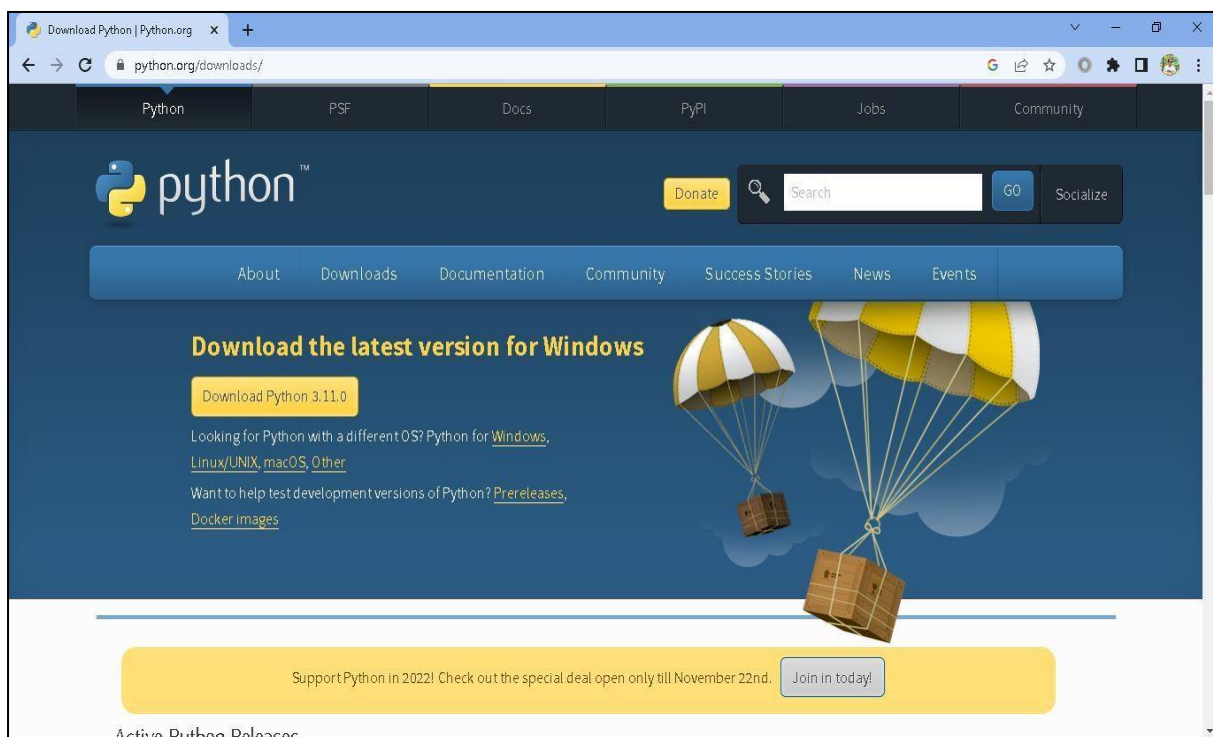 Download Python | Python.org
python.org/downloads/
Python PSF Docs PyPI Jobs Community
python™
Donate Search GO Socialize
About Downloads Documentation Community Success Stories News Events
Download the latest version for Windows
Download Python 3.11.0
Looking for Python with a different OS? Python for Windows,
Linux/UNIX, macOS, Other
Want to help test development versions of Python? Prereleases,
Docker images
Support Python in 2022! Check out the special deal open only till November 22nd. Join in today!
Active Python Releases